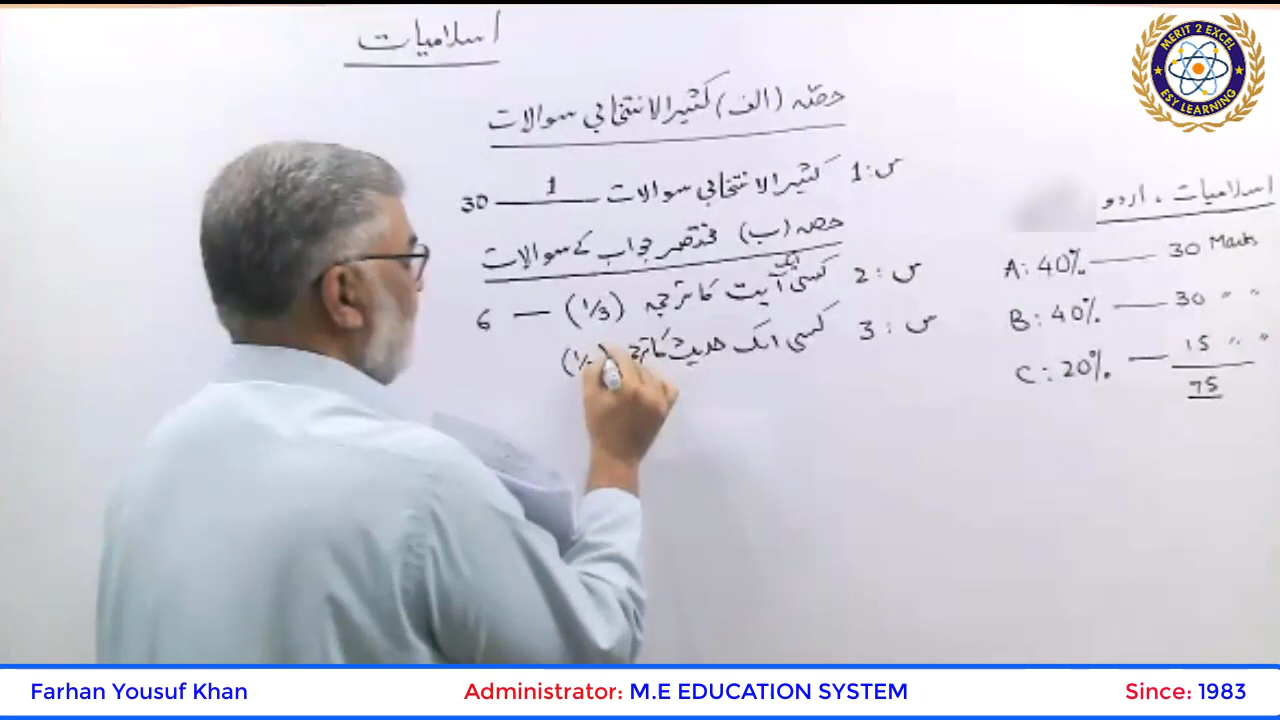 اسلامیات
حصّہ (الف) کثیرالانتخابی سوالات
س:1 کثیرالانتخابی سوالات 1 30
حصہ (ب) مختصر جواب کے سوالات
س:2 کسی ایک آیت کا ترجمہ (1/3) — 6
س:3 کسی ایک حدیث کا ترجمہ (1/
اسلامیات ، اردو
A: 40% — 30 Marks
B: 40% — 30 " "
C: 20% — 15 " "
75
MERIT 2 EXCEL
ESY LEARNING
Farhan Yousuf Khan
Administrator: M.E EDUCATION SYSTEM
Since: 1983